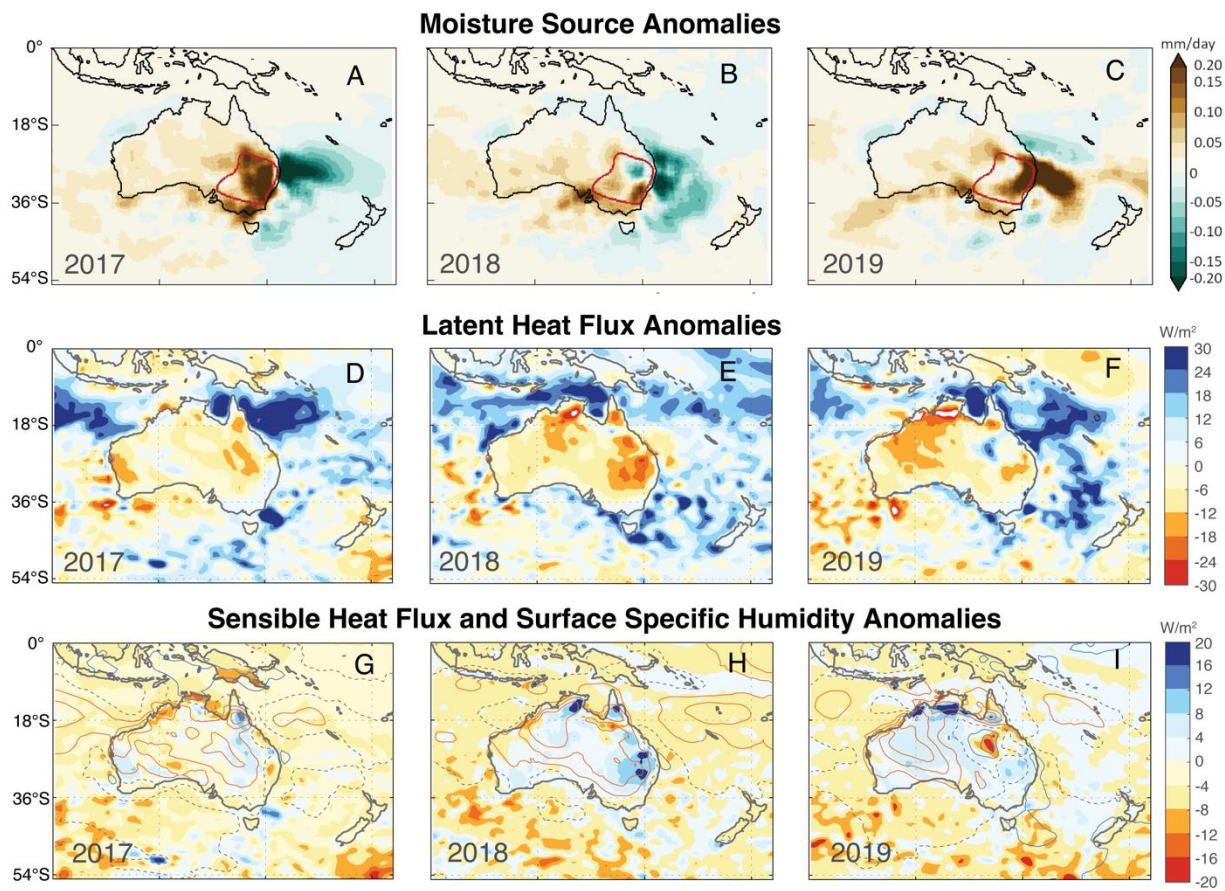 Moisture Source Anomalies
0°
18°S
36°S
54°S
A
2017
B
2018
C
2019
mm/day
0.20
0.15
0.10
0.05
0
-0.05
-0.10
-0.15
-0.20
Latent Heat Flux Anomalies
0°
18°S
36°S
54°S
D
2017
E
2018
F
2019
W/m²
30
24
18
12
6
0
-6
-12
-18
-24
-30
Sensible Heat Flux and Surface Specific Humidity Anomalies
0°
18°S
36°S
54°S
G
2017
H
2018
I
2019
W/m²
20
16
12
8
4
0
-4
-8
-12
-16
-20